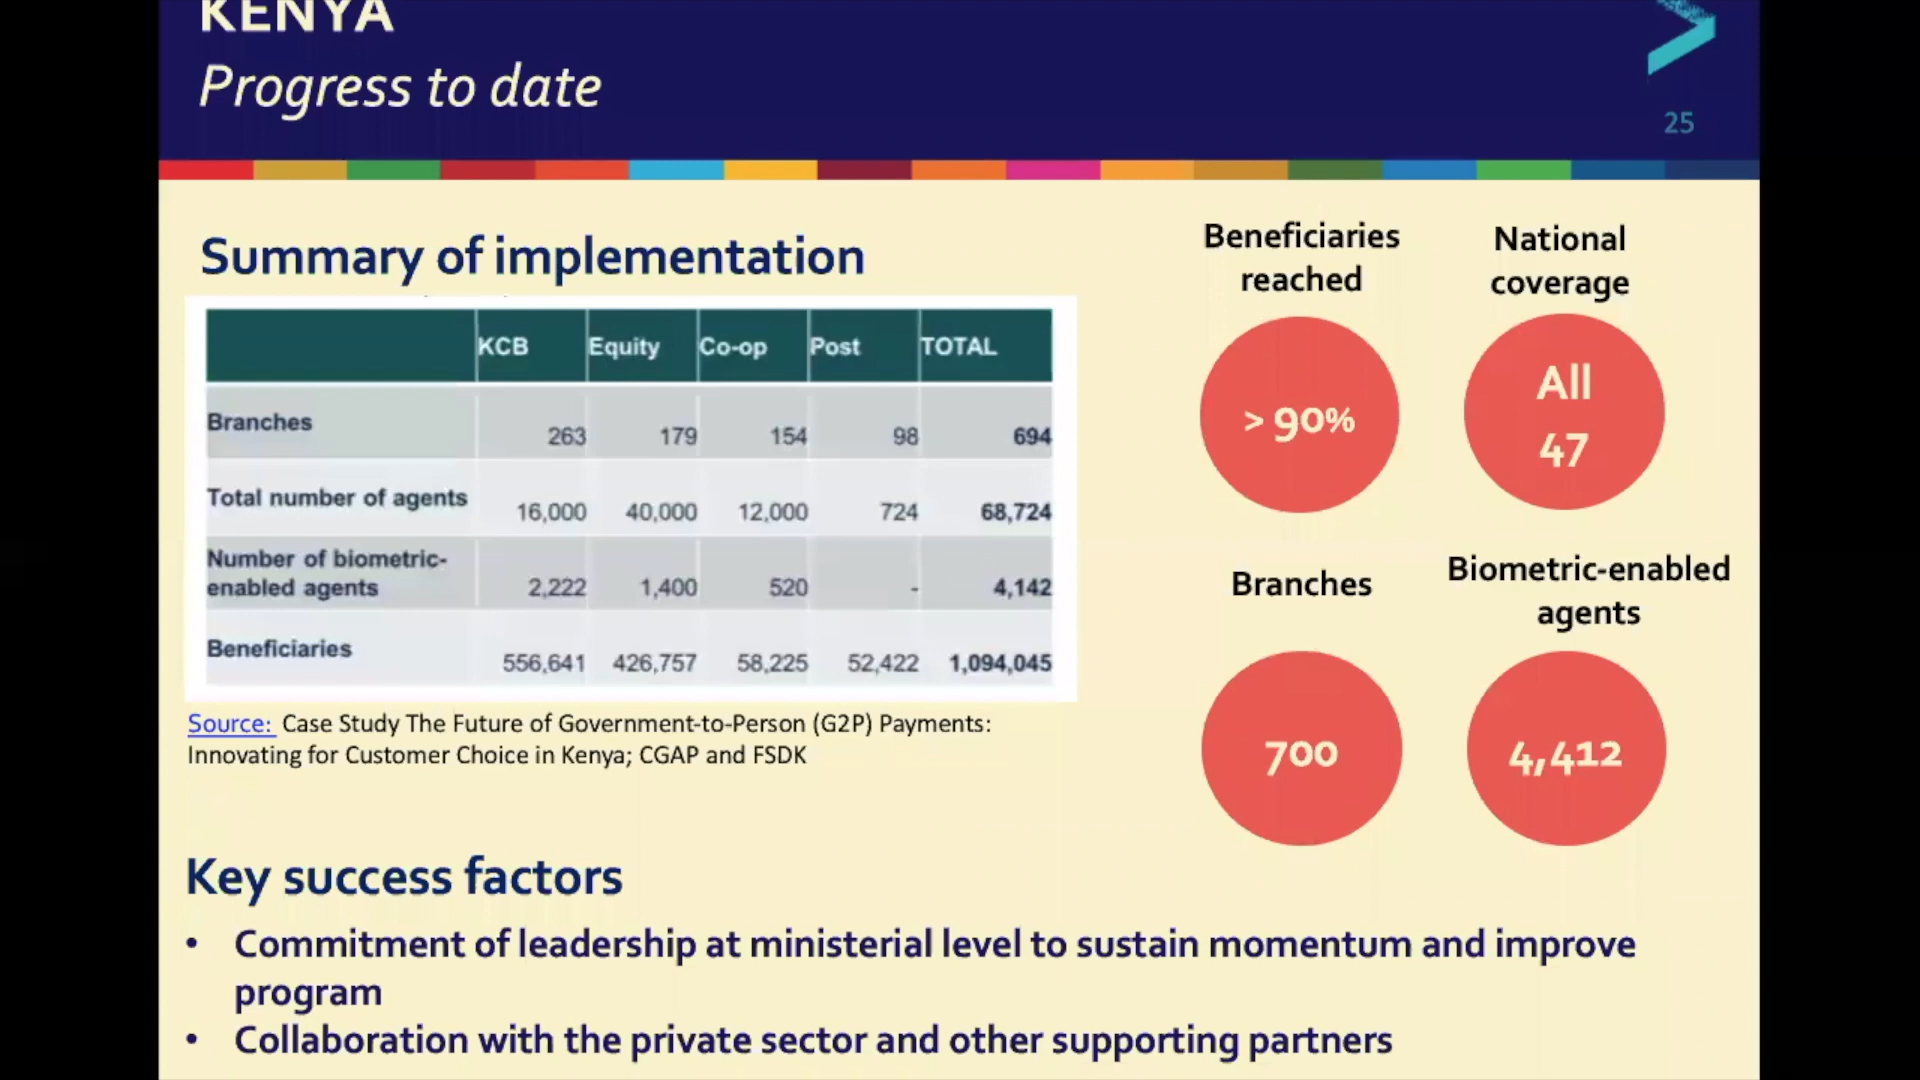 KENYA
Progress to date
25
Summary of implementation
KCB Equity Co-op Post TOTAL
Branches 263 179 154 98 694
Total number of agents 16,000 40,000 12,000 724 68,724
Number of biometric-
enabled agents 2,222 1,400 520 - 4,142
Beneficiaries 556,641 426,757 58,225 52,422 1,094,045
Source: Case Study The Future of Government-to-Person (G2P) Payments:
Innovating for Customer Choice in Kenya; CGAP and FSDK
Beneficiaries
reached
> 90%
National
coverage
All
47
Branches
700
Biometric-enabled
agents
4,412
Key success factors
• Commitment of leadership at ministerial level to sustain momentum and improve
program
• Collaboration with the private sector and other supporting partners